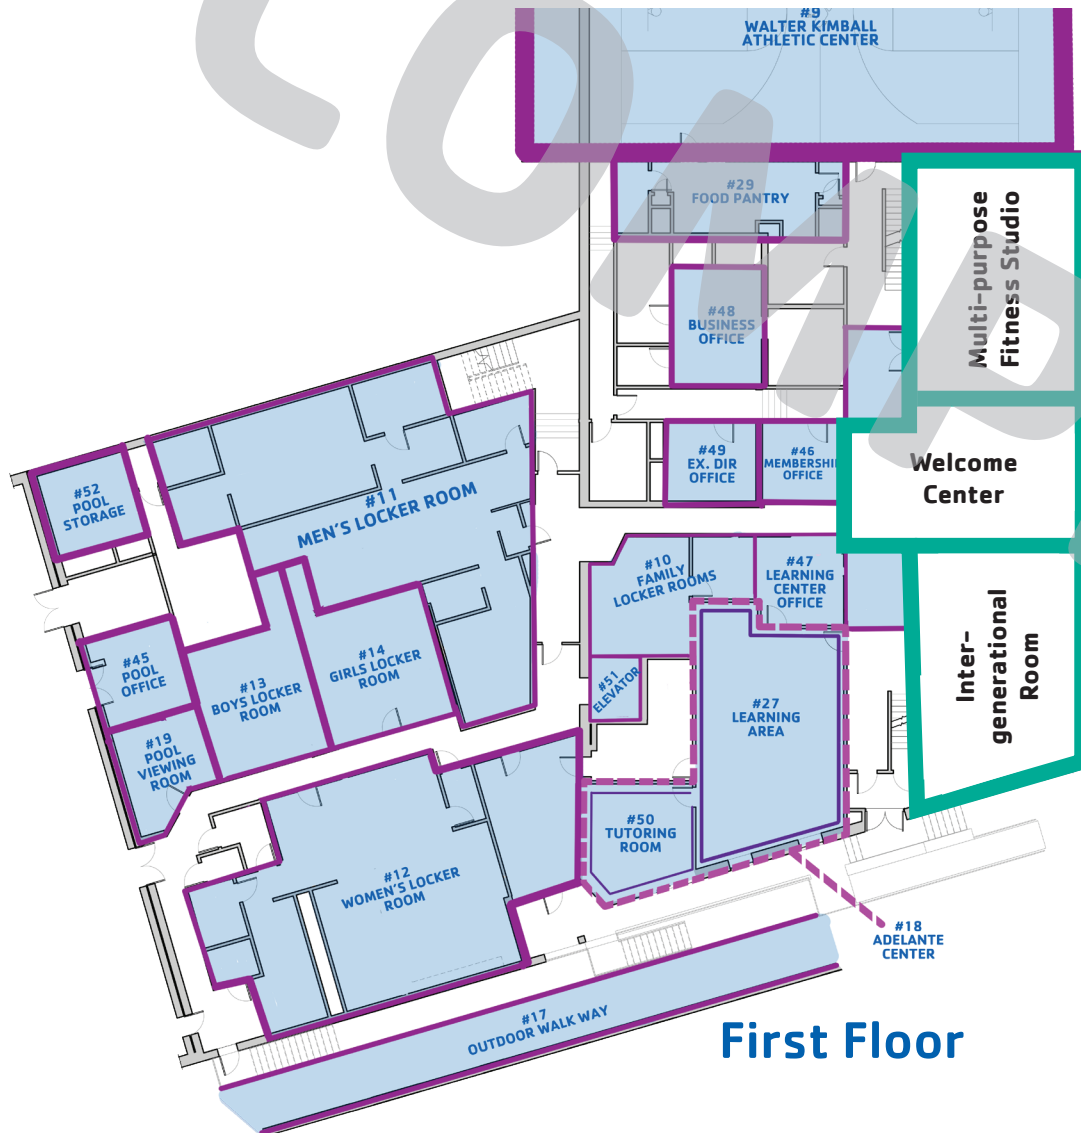 #9
WALTER KIMBALL
ATHLETIC CENTER
#29
FOOD PANTRY
Multi-purpose
Fitness Studio
#48
BUSINESS
OFFICE
#49
EX. DIR
OFFICE
#46
MEMBERSHI
OFFICE
Welcome
Center
#52
POOL
STORAGE
#11
MEN'S LOCKER ROOM
#10
FAMILY
LOCKER ROOMS
#47
LEARNING
CENTER
OFFICE
Inter-
generational
Room
#45
POOL
OFFICE
#13
BOYS LOCKER
ROOM
#14
GIRLS LOCKER
ROOM
#51
ELEVATOR
#27
LEARNING
AREA
#19
POOL
VIEWING
ROOM
#50
TUTORING
ROOM
#12
WOMEN'S LOCKER
ROOM
#18
ADELANTE
CENTER
#17
OUTDOOR WALK WAY
First Floor
COMP